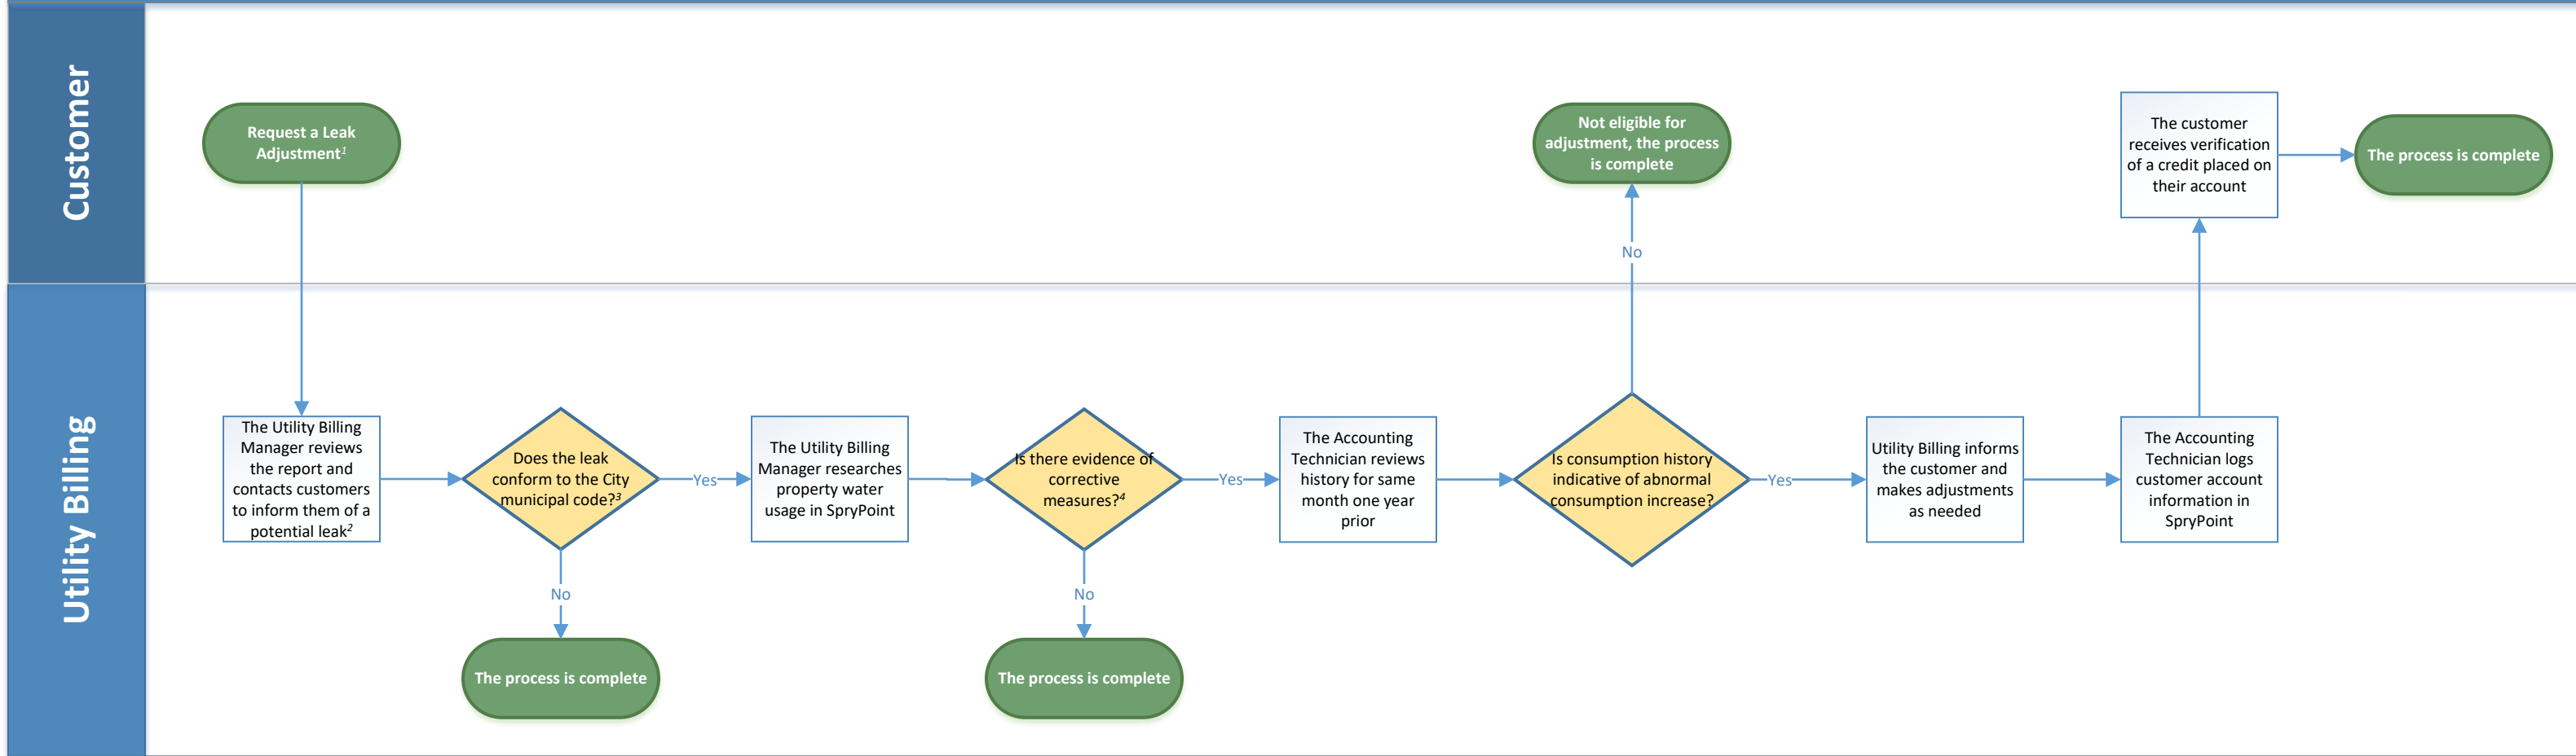 Customer
Request a Leak
Adjustment1
Not eligible for
adjustment, the process
is complete
The customer
receives verification
of a credit placed on
their account
The process is complete
No
Utility Billing
The Utility Billing
Manager reviews
the report and
contacts customers
to inform them of a
potential leak2
Does the leak
conform to the City
municipal code?3
Yes
The Utility Billing
Manager researches
property water
usage in SpryPoint
Is there evidence of
corrective
measures?4
Yes
The Accounting
Technician reviews
history for same
month one year
prior
Is consumption history
indicative of abnormal
consumption increase?
Yes
Utility Billing informs
the customer and
makes adjustments
as needed
The Accounting
Technician logs
customer account
information in
SpryPoint
No
No
The process is complete
The process is complete